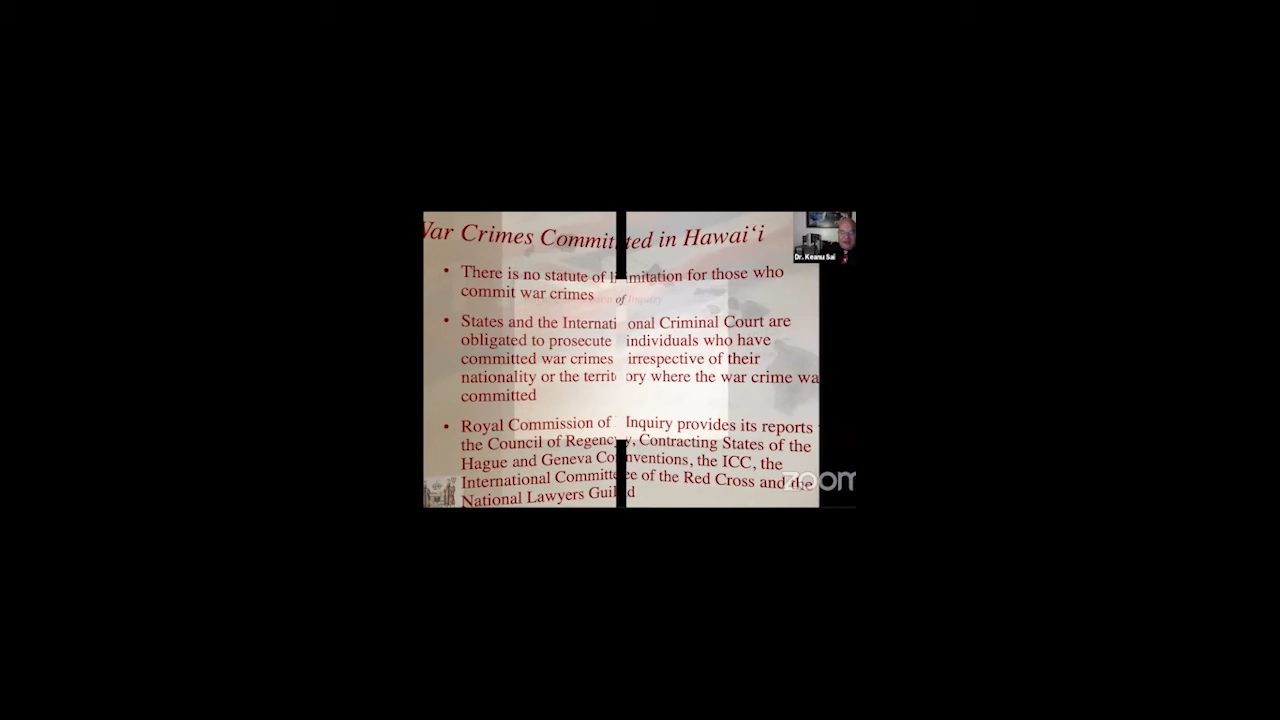 War Crimes Committed in Hawai‘i
Dr. Keanu Sai
• There is no statute of limitation for those who
commit war crimes
of Inquiry
• States and the International Criminal Court are
obligated to prosecute individuals who have
committed war crimes irrespective of their
nationality or the territory where the war crime wa
committed
• Royal Commission of Inquiry provides its reports
the Council of Regency, Contracting States of the
Hague and Geneva Conventions, the ICC, the
International Committee of the Red Cross and the
National Lawyers Guild
zoom